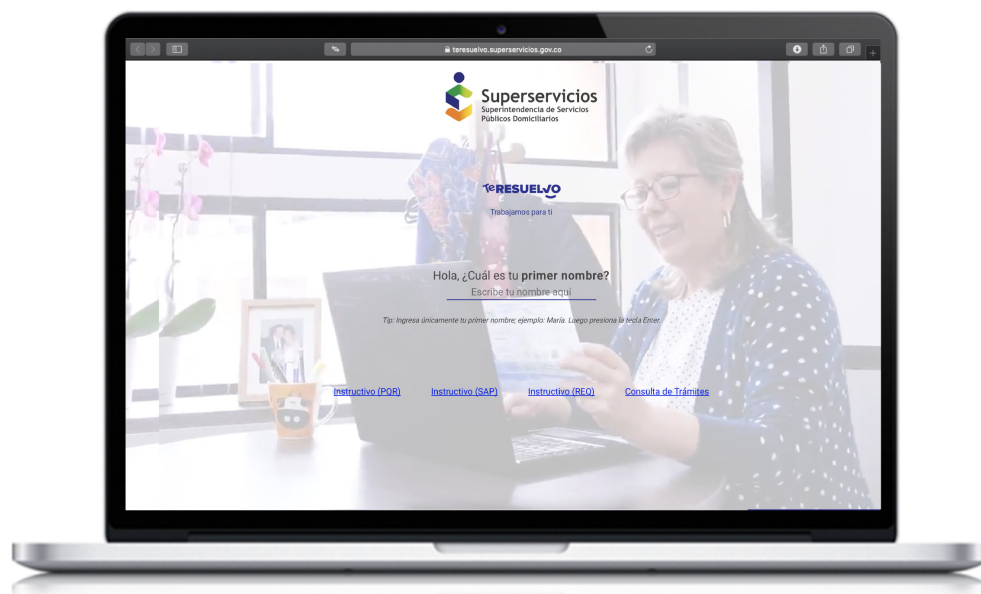 teresuelvo.superservicios.gov.co
Superservicios
Superintendencia de Servicios
Públicos Domiciliarios
TeRESUELVO
Trabajamos para ti
Hola, ¿Cuál es tu primer nombre?
Escribe tu nombre aquí
Tip: Ingresa únicamente tu primer nombre; ejemplo: María. Luego presiona la tecla Enter.
Instructivo (PQR) Instructivo (SAP) Instructivo (REQ) Consulta de Trámites